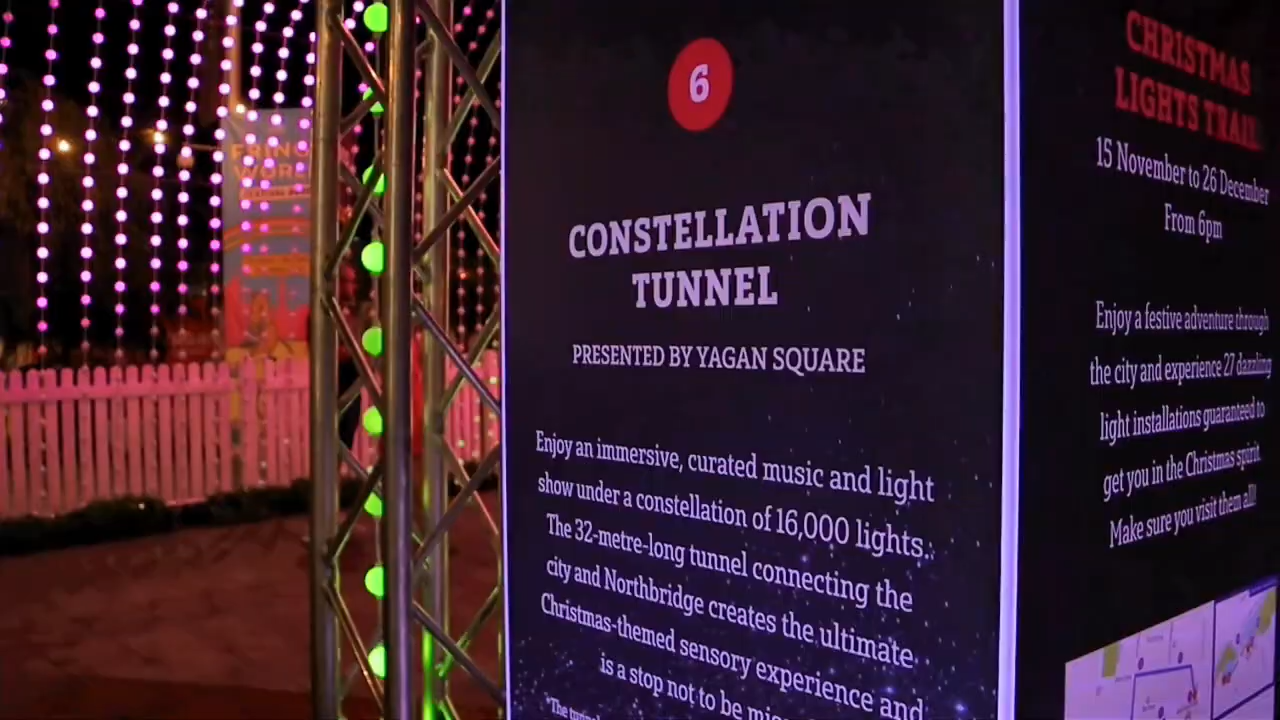 6
CONSTELLATION
TUNNEL
PRESENTED BY YAGAN SQUARE
Enjoy an immersive, curated music and light
show under a constellation of 16,000 lights.
The 32-metre-long tunnel connecting the
city and Northbridge creates the ultimate
Christmas-themed sensory experience and
is a stop not to be
*The
CHRISTMAS
LIGHTS TRAIL
15 November to 26 December
From 6pm
Enjoy a festive adventure through
the city and experience 27 dazzling
light installations guaranteed to
get you in the Christmas spirit.
Make sure you visit them all!
FRINGE
WORLD